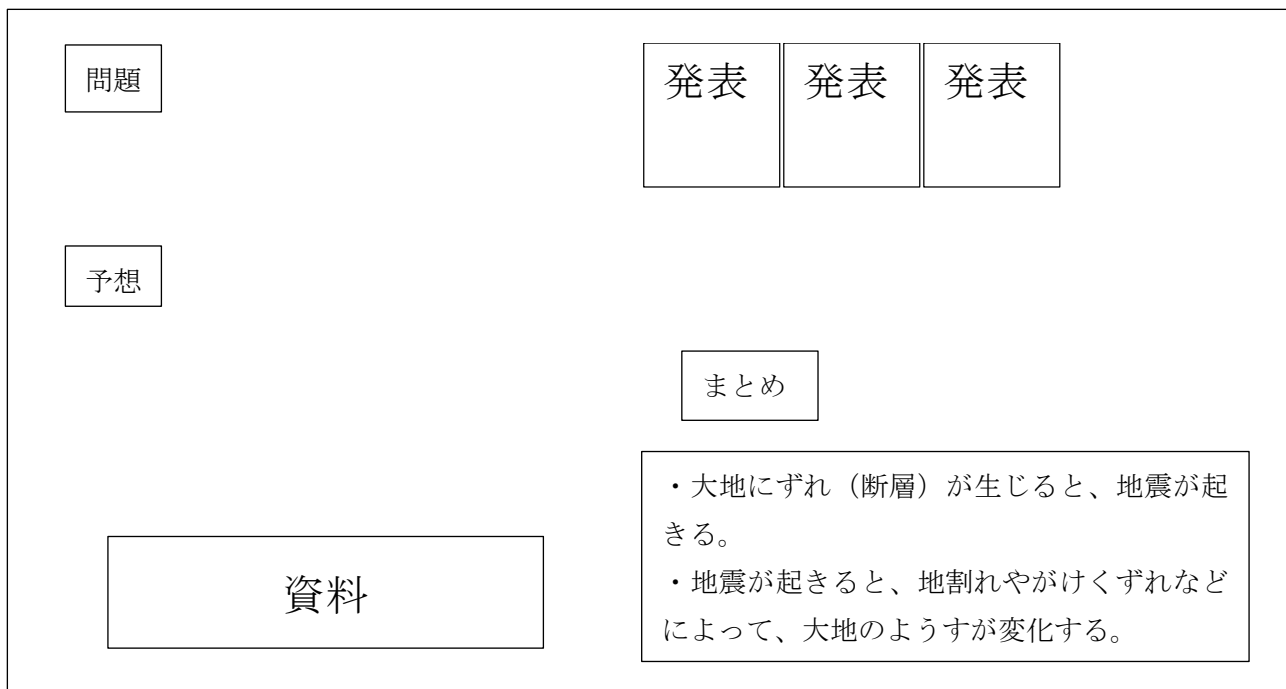 問題
予想
資料
発表 発表 発表
まとめ
・大地にずれ（断層）が生じると、地震が起
きる。
・地震が起きると、地割れやがけくずれなど
によって、大地のようすが変化する。